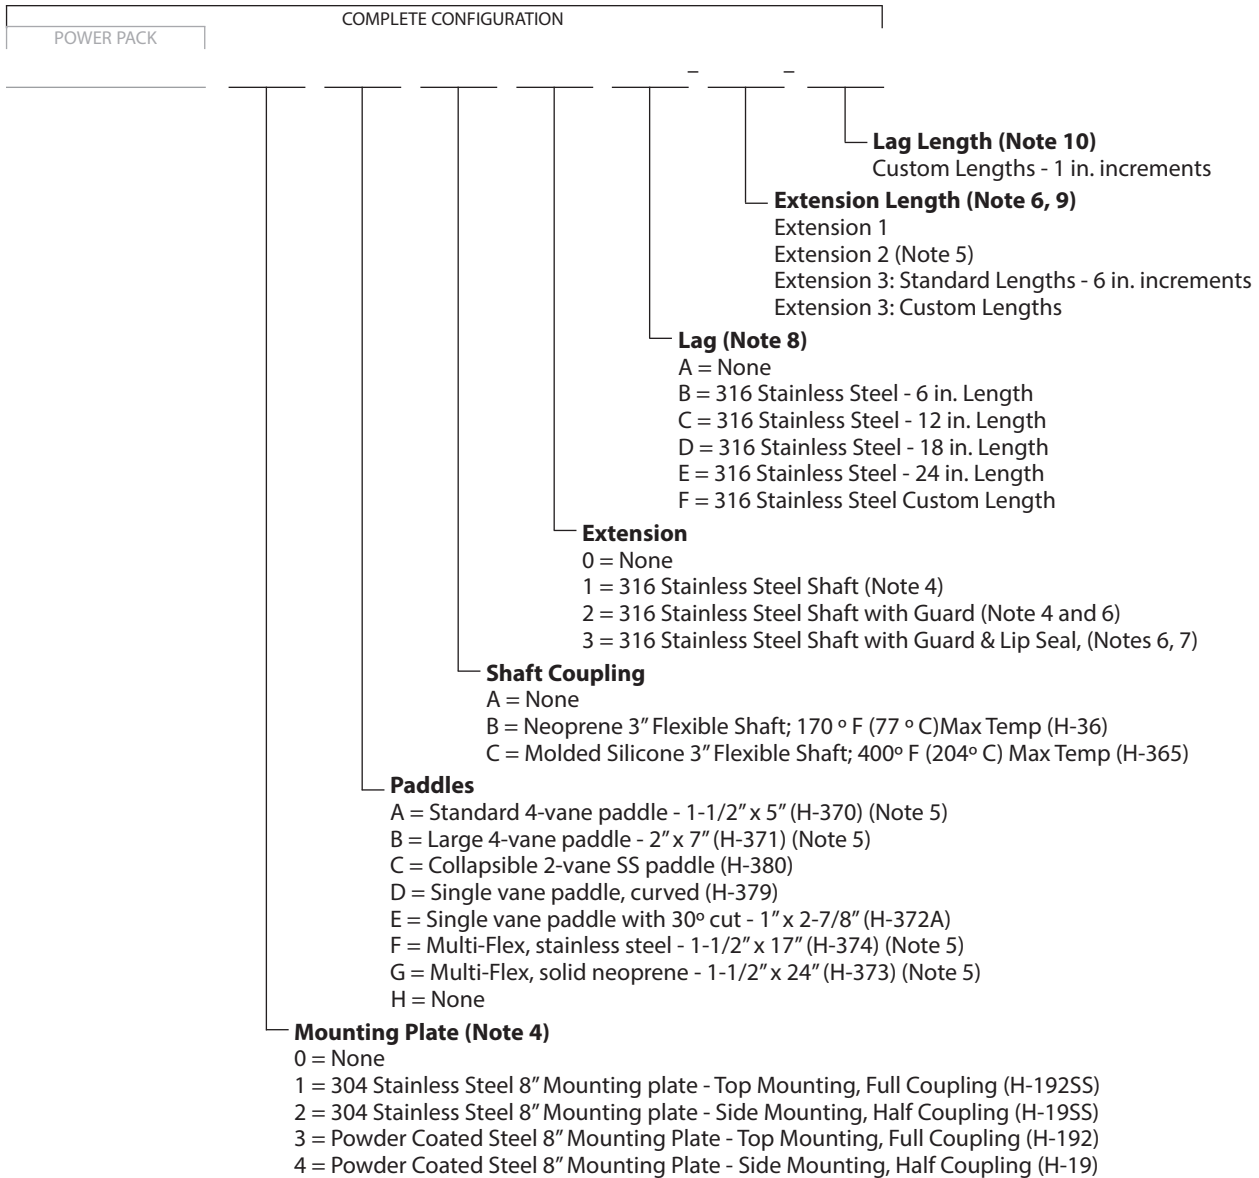 COMPLETE CONFIGURATION
POWER PACK
– –
Lag Length (Note 10)
Custom Lengths - 1 in. increments
Extension Length (Note 6, 9)
Extension 1
Extension 2 (Note 5)
Extension 3: Standard Lengths - 6 in. increments
Extension 3: Custom Lengths
Lag (Note 8)
A = None
B = 316 Stainless Steel - 6 in. Length
C = 316 Stainless Steel - 12 in. Length
D = 316 Stainless Steel - 18 in. Length
E = 316 Stainless Steel - 24 in. Length
F = 316 Stainless Steel Custom Length
Extension
0 = None
1 = 316 Stainless Steel Shaft (Note 4)
2 = 316 Stainless Steel Shaft with Guard (Note 4 and 6)
3 = 316 Stainless Steel Shaft with Guard & Lip Seal, (Notes 6, 7)
Shaft Coupling
A = None
B = Neoprene 3” Flexible Shaft; 170 º F (77 º C)Max Temp (H-36)
C = Molded Silicone 3” Flexible Shaft; 400º F (204º C) Max Temp (H-365)
Paddles
A = Standard 4-vane paddle - 1-1/2” x 5” (H-370) (Note 5)
B = Large 4-vane paddle - 2” x 7” (H-371) (Note 5)
C = Collapsible 2-vane SS paddle (H-380)
D = Single vane paddle, curved (H-379)
E = Single vane paddle with 30º cut - 1” x 2-7/8” (H-372A)
F = Multi-Flex, stainless steel - 1-1/2” x 17” (H-374) (Note 5)
G = Multi-Flex, solid neoprene - 1-1/2” x 24” (H-373) (Note 5)
H = None
Mounting Plate (Note 4)
0 = None
1 = 304 Stainless Steel 8” Mounting plate - Top Mounting, Full Coupling (H-192SS)
2 = 304 Stainless Steel 8” Mounting plate - Side Mounting, Half Coupling (H-19SS)
3 = Powder Coated Steel 8” Mounting Plate - Top Mounting, Full Coupling (H-192)
4 = Powder Coated Steel 8” Mounting Plate - Side Mounting, Half Coupling (H-19)